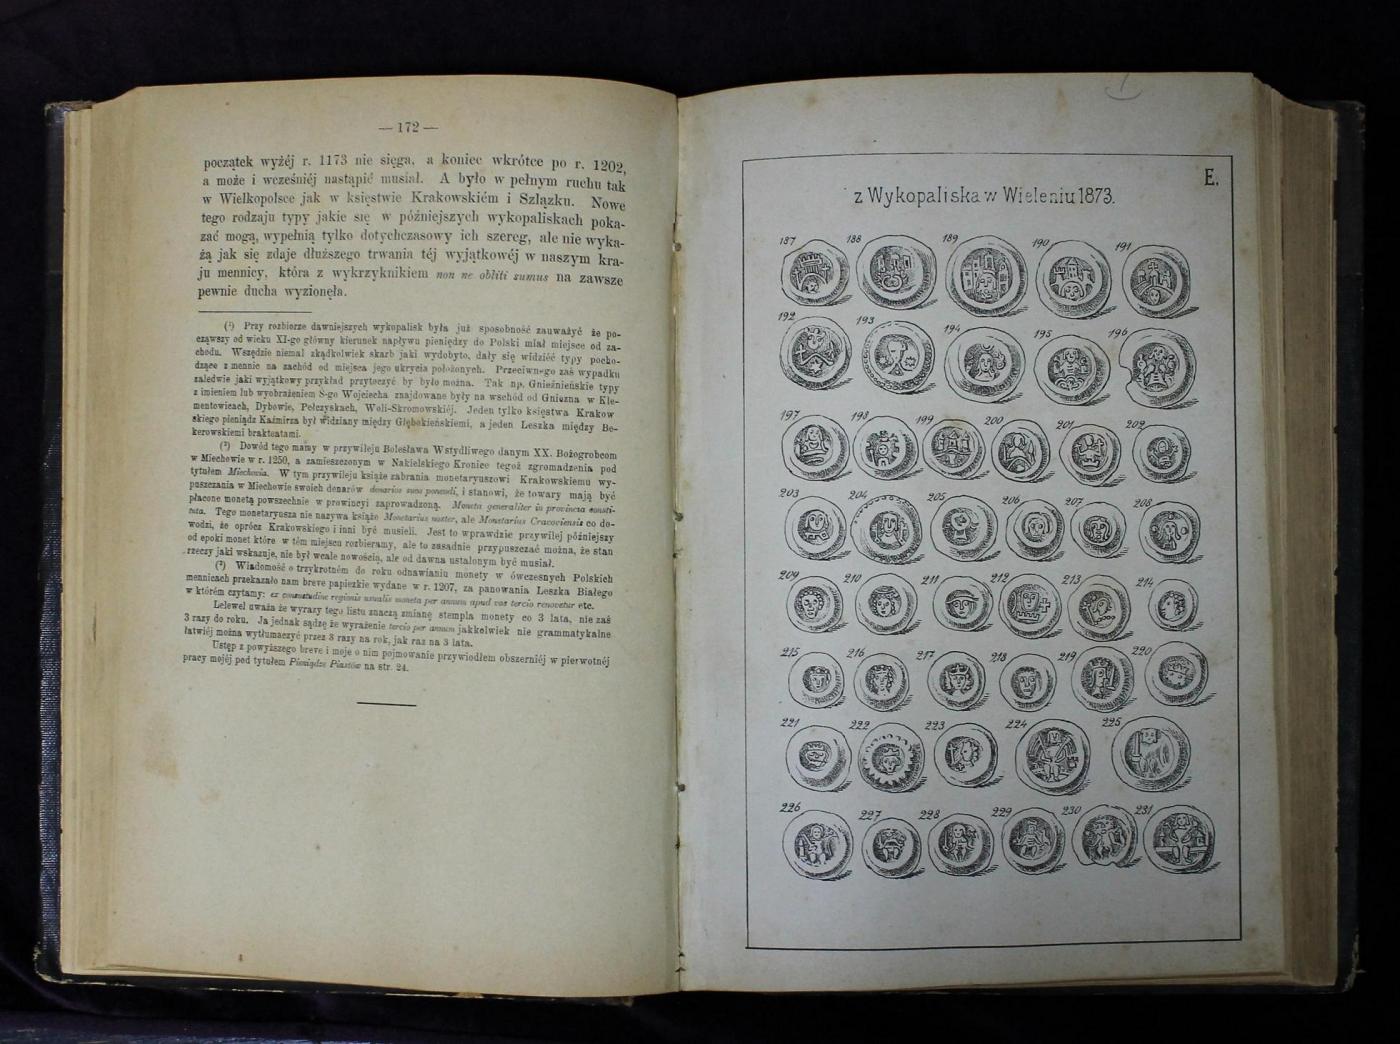 — 172 —
początek wyżéj r. 1173 nie sięga, a koniec wkrótce po r. 1202,
a może i wcześniéj nastąpić musiał. A było w pełnym ruchu tak
w Wielkopolsce jak w księstwie Krakowskiém i Szlązku. Nowe
tego rodzaju typy jakie się w późniejszych wykopaliskach poka-
zać mogą, wypełnią tylko dotychczasowy ich szereg, ale nie wyka-
żą jak się zdaje dłuższego trwania téj wyjątkowéj w naszym kra-
ju mennicy, która z wykrzyknikiem non ne obliti sumus na zawsze
pewnie ducha wyzionęła.
(¹) Przy rozbiorze dawniejszych wykopalisk była już sposobność zauważyć że po-
cząwszy od wieku XI-go główny kierunek napływu pieniędzy do Polski miał miejsce od za-
chodu. Wszędzie niemal zkądkolwiek skarb jaki wydobyto, dały się widzićć typy pocho-
dzące z mennic na zachód od miejsca jego ukrycia położonych. Przeciwnego zaś wypadku
zaledwie jaki wyjątkowy przykład przytoczyć by było można. Tak np. Gnieźnieńskie typy
z imieniem lub wyobrażeniem S-go Wojciecha znajdowane były na wschód od Gniezna w Kle-
mentowicach, Dybowie, Pełczyskach, Woli-Skromowskiéj. Jeden tylko księstwa Krakow
skiego pieniądz Kaźmirza był widziany między Głębokieńskiemi, a jeden Leszka między Be-
kerowskiemi brakteatami.
(²) Dowód tego mamy w przywileju Bolesława Wstydliwego danym XX. Bożogrobcom
w Miechowie w r. 1250, a zamieszczonym w Nakielskiego Kronice tegoż zgromadzenia pod
tytułem Miechovia. W tym przywileju książe zabrania monetaryuszowi Krakowskiemu wy-
puszczania w Miechowie swoich denarów denarios suos ponendi, i stanowi, że towary mają być
płacone monetą powszechnie w prowincyi zaprowadzoną. Moneta generaliter in provincia consti-
tuta. Tego monetaryusza nie nazywa książe Monetarius noster, ale Monetarius Cracoviensis co do-
wodzi, że oprócz Krakowskiego i inni być musieli. Jest to wprawdzie przywilej późniejszy
od epoki monet które w tém miejscu rozbieramy, ale to zasadnie przypuszczać można, że stan
rzeczy jaki wskazuje, nie był wcale nowością, ale od dawna ustalonym być musiał.
(³) Wiadomość o trzykrotném do roku odnawianiu monety w ówczesnych Polskich
mennicach przekazało nam breve papiezkie wydane w r. 1207, za panowania Leszka Białego
w którém czytamy: ex consuetudine regionis usualis moneta per annum apud vos tercio renovetur etc.
Lelewel uważa że wyrazy tego listu znaczą zmianę stempla monety co 3 lata, nie zaś
3 razy do roku. Ja jednak sądzę że wyrażenie tercio per annum jakkolwiek nie grammatykalne
łatwiéj można wytłumaczyć przez 3 razy na rok, jak raz na 3 lata.
Ustęp z powyższego breve i moje o nim pojmowanie przywiodłem obszerniéj w pierwotnéj
pracy mojéj pod tytułem Pieniądze Piastów na str. 24.
E.
z Wykopaliska w Wieleniu 1873.
187 188 189 190 191
192 193 194 195 196
197 198 199 200 201 202
203 204 205 206 207 208
209 210 211 212 213 214
215 216 217 218 219 220
221 222 223 224 225
226 227 228 229 230 231